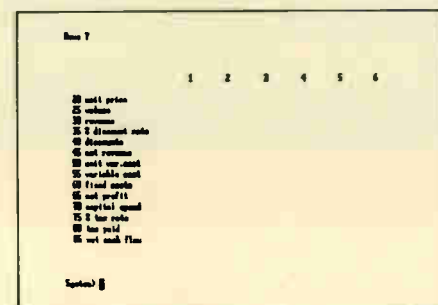 Rows ?
1 2 3 4 5 6
20 unit price
25 volume
30 revenue
35 % discount rate
40 discounts
45 net revenue
50 unit var.cost
55 variable cost
60 fixed costs
65 net profit
70 capital spend
75 % tax rate
80 tax paid
85 net cash flow
System)